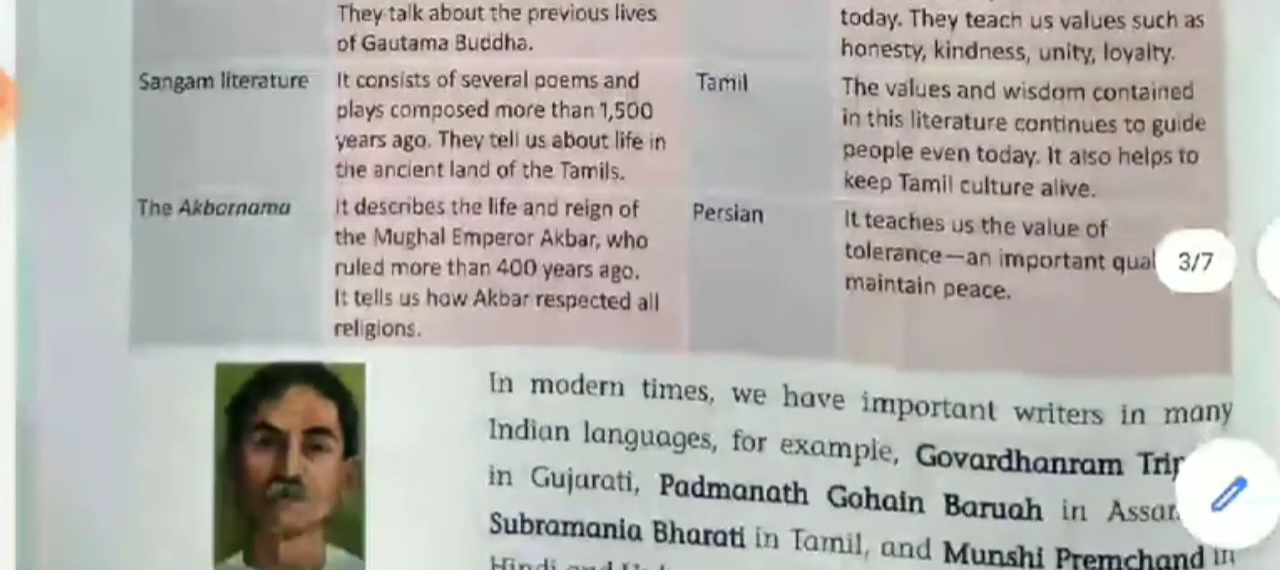 They talk about the previous lives
of Gautama Buddha.
today. They teach us values such as
honesty, kindness, unity, loyalty.
Sangam literature
It consists of several poems and
plays composed more than 1,500
years ago. They tell us about life in
the ancient land of the Tamils.
Tamil
The values and wisdom contained
in this literature continues to guide
people even today. It also helps to
keep Tamil culture alive.
The Akbarnama
It describes the life and reign of
the Mughal Emperor Akbar, who
ruled more than 400 years ago.
It tells us how Akbar respected all
religions.
Persian
It teaches us the value of
tolerance—an important
maintain peace.
3/7
In modern times, we have important writers in many
Indian languages, for example, Govardhanram
in Gujarati, Padmanath Gohain Baruah in
Subramania Bharati in Tamil, and Munshi Premchand in
Hindi and